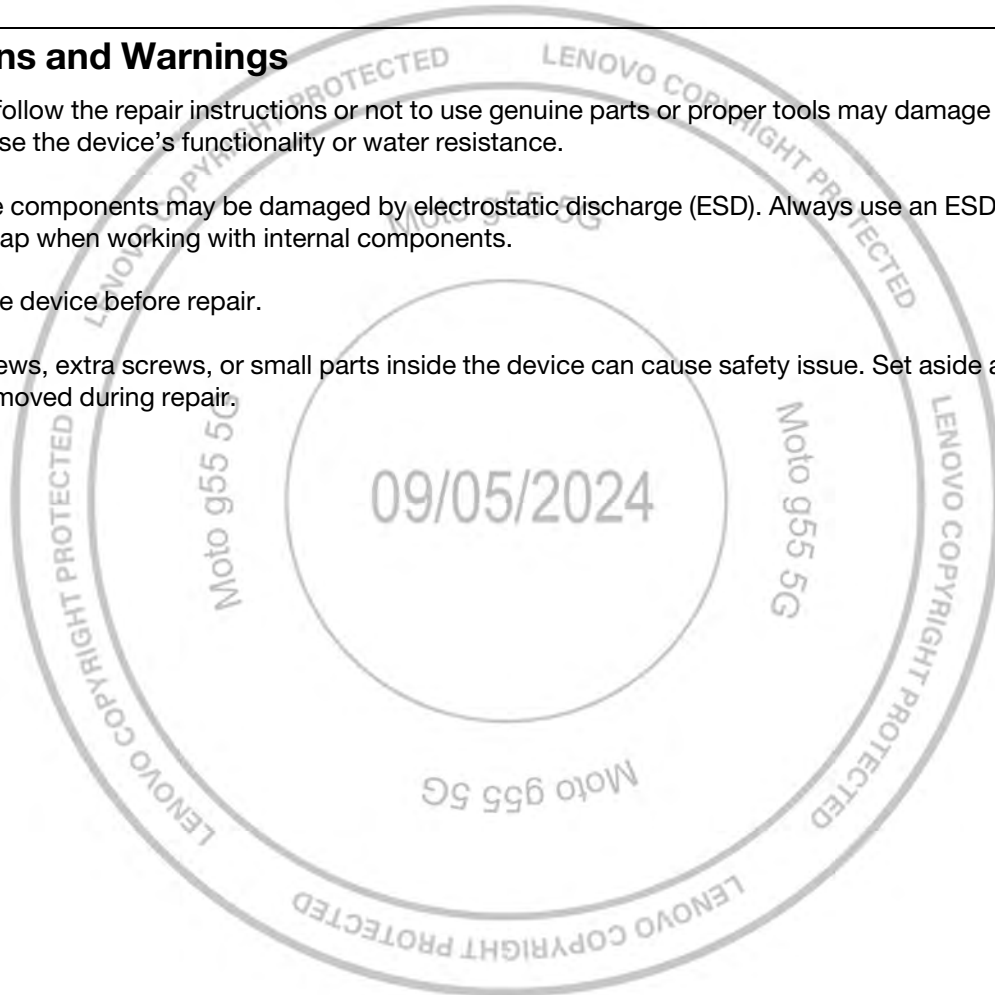 ns and Warnings
follow the repair instructions or not to use genuine parts or proper tools may damage
se the device’s functionality or water resistance.
e components may be damaged by electrostatic discharge (ESD). Always use an ESD
ap when working with internal components.
e device before repair.
ews, extra screws, or small parts inside the device can cause safety issue. Set aside a
moved during repair.
LENOVO COPYRIGHT PROTECTED
LENOVO COPYRIGHT PROTECTED
LENOVO COPYRIGHT PROTECTED
LENOVO COPYRIGHT PROTECTED
LENOVO COPYRIGHT PROTECTED
Moto g55 5G
Moto g55 5G
Moto g55 5G
Moto g55 5G
09/05/2024